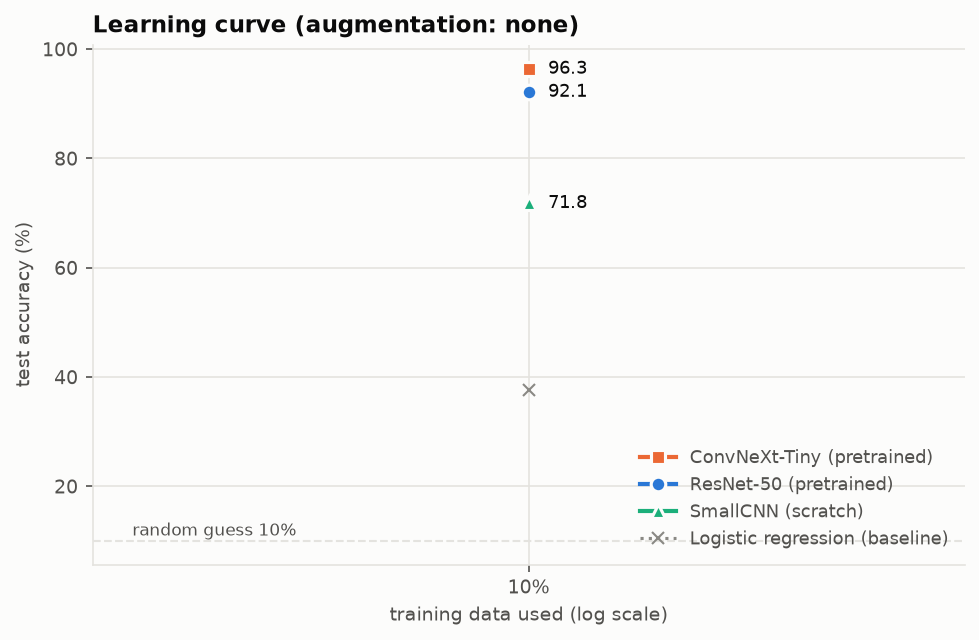 Learning curve (augmentation: none)
100
96.3
92.1
80
71.8
60
40
20
random guess 10%
test accuracy (%)
ConvNeXt-Tiny (pretrained)
ResNet-50 (pretrained)
SmallCNN (scratch)
Logistic regression (baseline)
10%
training data used (log scale)